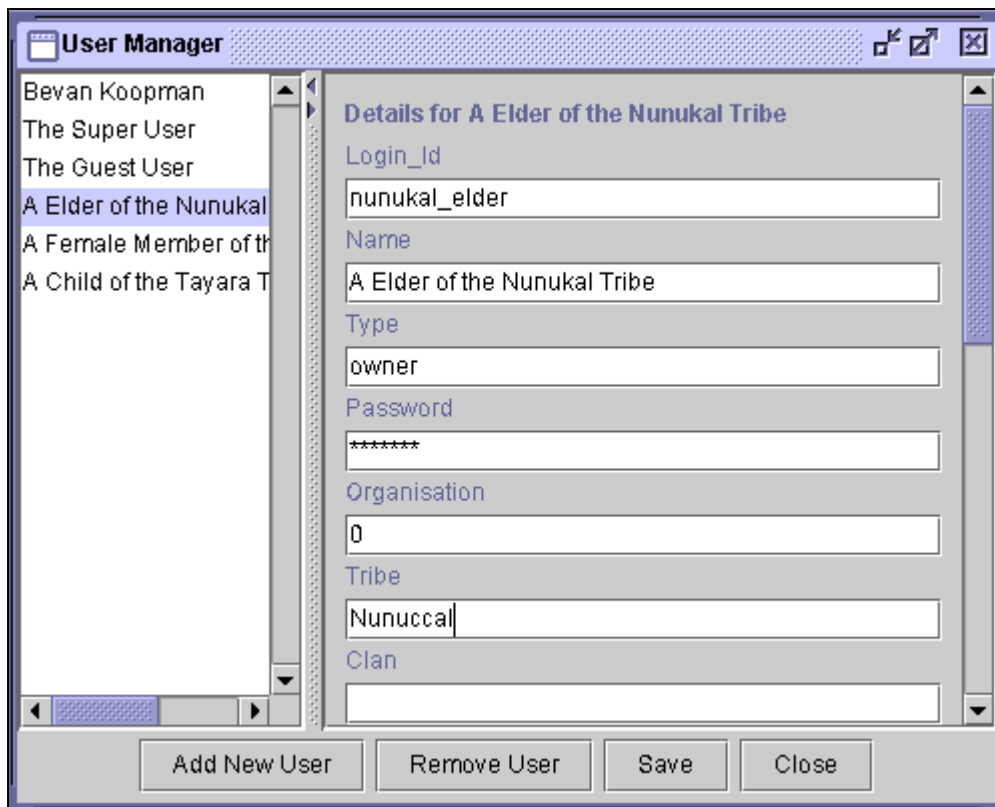 User Manager
Bevan Koopman
The Super User
The Guest User
A Elder of the Nunukal
A Female Member of th
A Child of the Tayara T
Details for A Elder of the Nunukal Tribe
Login_Id
nunukal_elder
Name
A Elder of the Nunukal Tribe
Type
owner
Password
*******
Organisation
0
Tribe
Nunuccal
Clan
Add New User
Remove User
Save
Close